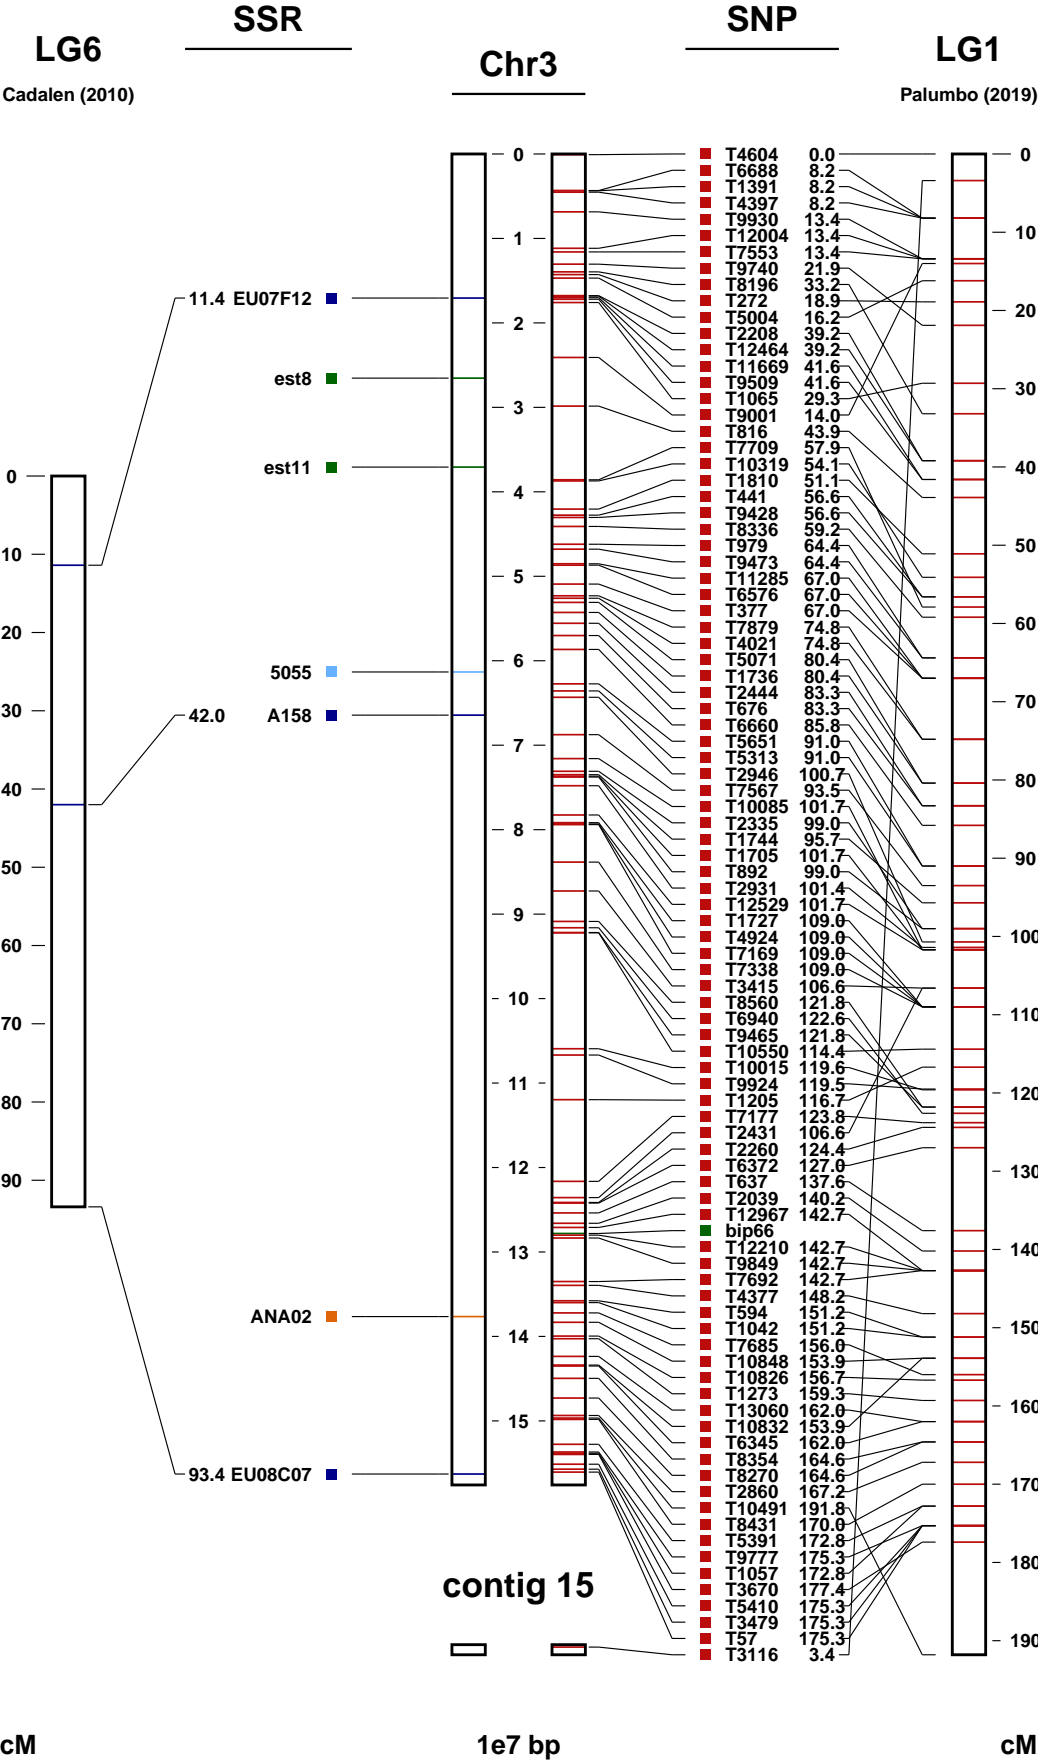 SSR
SNP
LG6
Chr3
LG1
Cadalen (2010)
Palumbo (2019)
0
10
20
30
40
50
60
70
80
90
11.4 EU07F12
est8
est11
5055
42.0 A158
ANA02
93.4 EU08C07
0
1
2
3
4
5
6
7
8
9
10
11
12
13
14
15
contig 15
T4604 0.0
T6688 8.2
T1391 8.2
T4397 8.2
T9930 13.4
T12004 13.4
T7553 13.4
T9740 21.9
T8196 33.2
T272 18.9
T5004 16.2
T2208 39.2
T12464 39.2
T11669 41.6
T9509 41.6
T1065 29.3
T9001 14.0
T816 43.9
T7709 57.9
T10319 54.1
T1810 51.1
T441 56.6
T9428 56.6
T8336 59.2
T979 64.4
T9473 64.4
T11285 67.0
T6576 67.0
T377 67.0
T7879 74.8
T4021 74.8
T5071 80.4
T1736 80.4
T2444 83.3
T676 83.3
T6660 85.8
T5651 91.0
T5313 91.0
T2946 100.7
T7567 93.5
T10085 101.7
T2335 99.0
T1744 95.7
T1705 101.7
T892 99.0
T2931 101.4
T12529 101.7
T1727 109.0
T4924 109.0
T7169 109.0
T7338 109.0
T3415 106.6
T8560 121.8
T6940 122.6
T9465 121.8
T10550 114.4
T10015 119.6
T9924 119.5
T1205 116.7
T7177 123.8
T2431 106.6
T2260 124.4
T6372 127.0
T637 137.6
T2039 140.2
T12967 142.7
bip66
T12210 142.7
T9849 142.7
T7692 142.7
T4377 148.2
T594 151.2
T1042 151.2
T7685 156.0
T10848 153.9
T10826 156.7
T1273 159.3
T13060 162.0
T10832 153.9
T6345 162.0
T8354 164.6
T8270 164.6
T2860 167.2
T10491 191.8
T8431 170.0
T5391 172.8
T9777 175.3
T1057 172.8
T3670 177.4
T5410 175.3
T3479 175.3
T57 175.3
T3116 3.4
0
10
20
30
40
50
60
70
80
90
100
110
120
130
140
150
160
170
180
190
cM
1e7 bp
cM